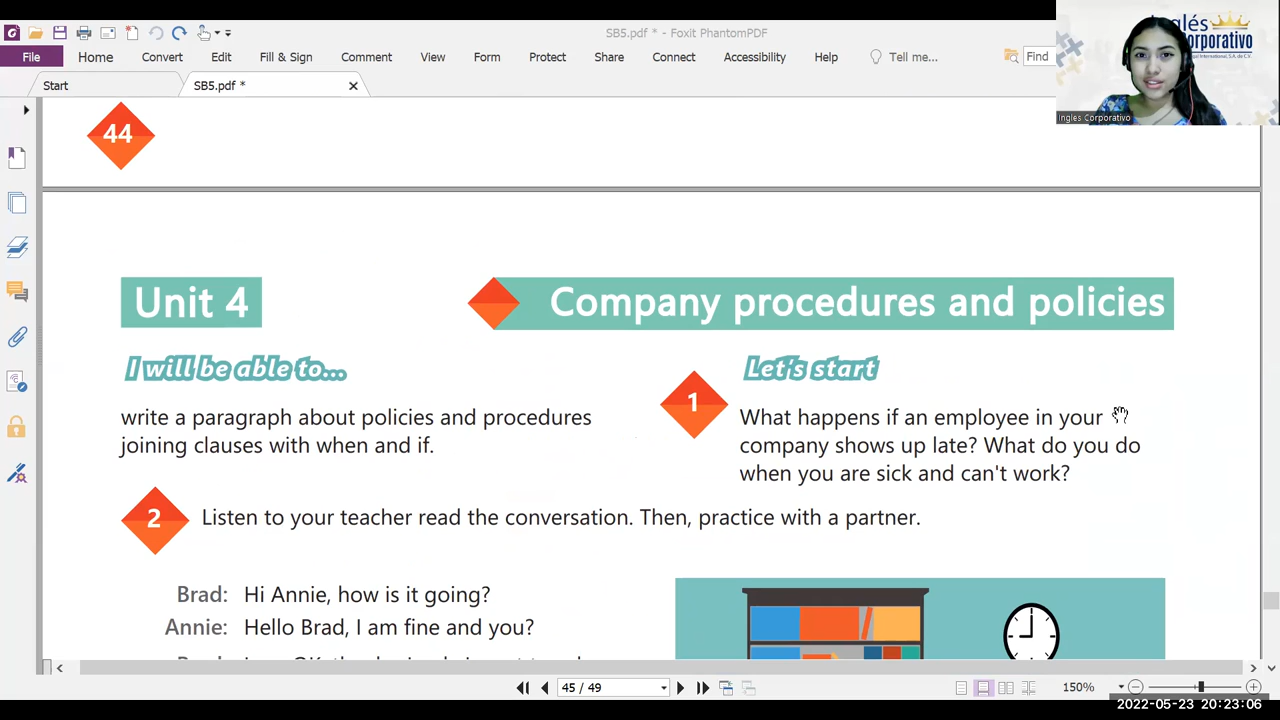 SB5.pdf * - Foxit PhantomPDF
File Home Convert Edit Fill & Sign Comment View Form Protect Share Connect Accessibility Help Tell me... Find
Start SB5.pdf *
Inglés
Corporativo
Ingles Corporativo
44
Unit 4
Company procedures and policies
I will be able to...
write a paragraph about policies and procedures
joining clauses with when and if.
Let's start
1
What happens if an employee in your
company shows up late? What do you do
when you are sick and can't work?
2
Listen to your teacher read the conversation. Then, practice with a partner.
Brad: Hi Annie, how is it going?
Annie: Hello Brad, I am fine and you?
45 / 49
150%
2022-05-23 20:23:06